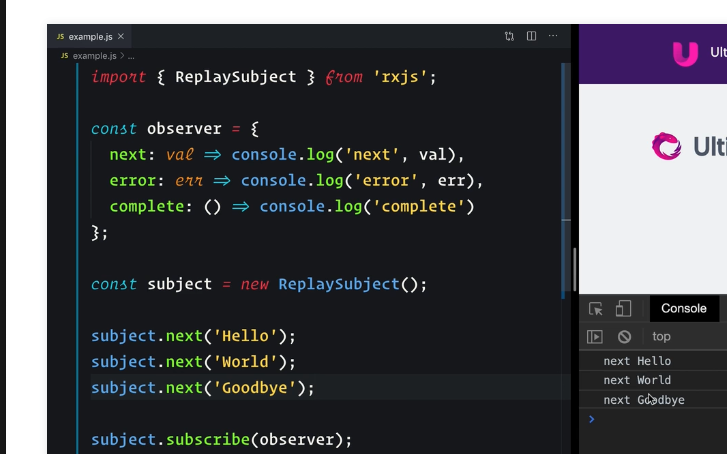 JS example.js ×
JS example.js > ...
import { ReplaySubject } from 'rxjs';
const observer = {
next: val => console.log('next', val),
error: err => console.log('error', err),
complete: () => console.log('complete')
};
const subject = new ReplaySubject();
subject.next('Hello');
subject.next('World');
subject.next('Goodbye');
subject.subscribe(observer);
Console
top
next Hello
next World
next Goodbye